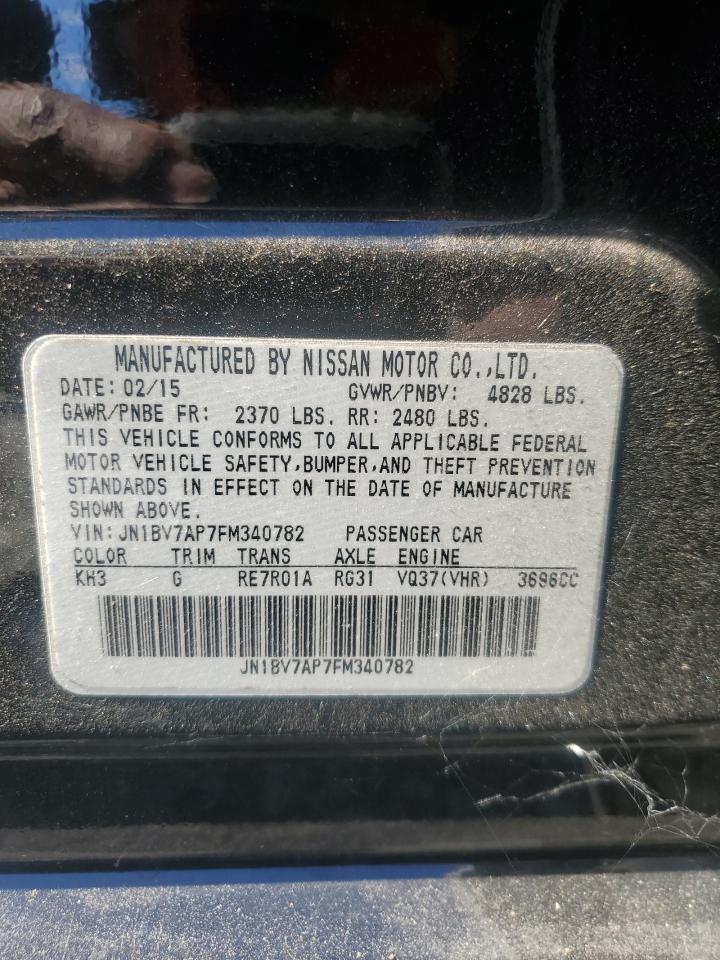 MANUFACTURED BY NISSAN MOTOR CO.,LTD.
DATE: 02/15 GVWR/PNBV: 4828 LBS.
GAWR/PNBE FR: 2370 LBS. RR: 2480 LBS.
THIS VEHICLE CONFORMS TO ALL APPLICABLE FEDERAL
MOTOR VEHICLE SAFETY,BUMPER,AND THEFT PREVENTION
STANDARDS IN EFFECT ON THE DATE OF MANUFACTURE
SHOWN ABOVE.
VIN: JN1BV7AP7FM340782 PASSENGER CAR
COLOR TRIM TRANS AXLE ENGINE
KH3 G RE7R01A RG31 VQ37(VHR) 3696CC
JN1BV7AP7FM340782